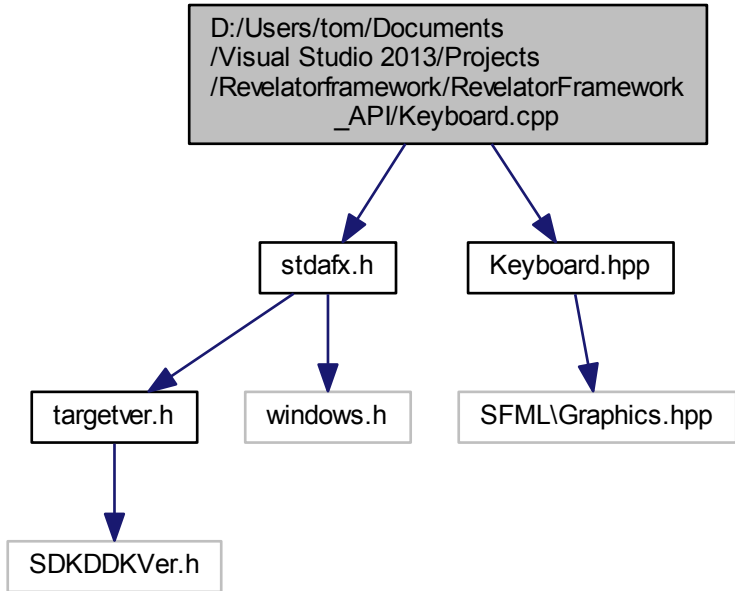 D:/Users/tom/Documents
/Visual Studio 2013/Projects
/Revelatorframework/RevelatorFramework
_API/Keyboard.cpp
stdafx.h
Keyboard.hpp
targetver.h
windows.h
SFML\Graphics.hpp
SDKDDKVer.h